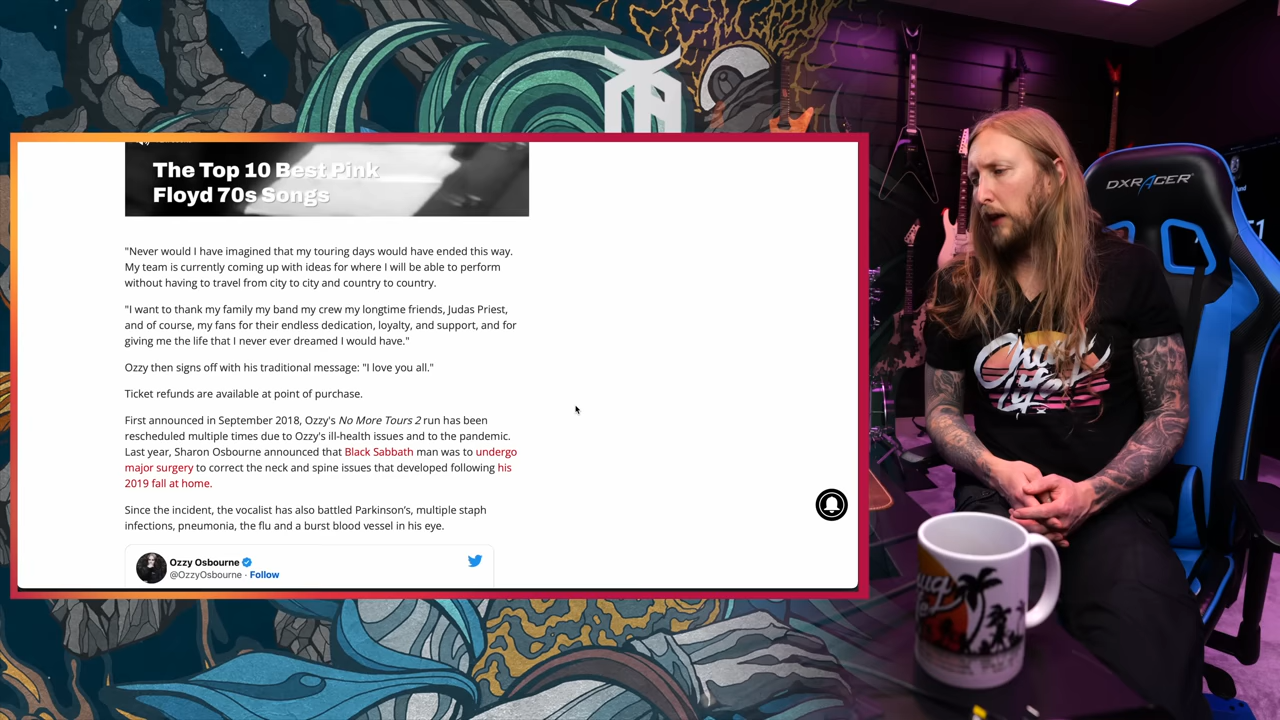 The Top 10 Best Pink
Floyd 70s Songs
"Never would I have imagined that my touring days would have ended this way.
My team is currently coming up with ideas for where I will be able to perform
without having to travel from city to city and country to country.
"I want to thank my family my band my crew my longtime friends, Judas Priest,
and of course, my fans for their endless dedication, loyalty, and support, and for
giving me the life that I never ever dreamed I would have."
Ozzy then signs off with his traditional message: "I love you all."
Ticket refunds are available at point of purchase.
First announced in September 2018, Ozzy's No More Tours 2 run has been
rescheduled multiple times due to Ozzy's ill-health issues and to the pandemic.
Last year, Sharon Osbourne announced that Black Sabbath man was to undergo
major surgery to correct the neck and spine issues that developed following his
2019 fall at home.
Since the incident, the vocalist has also battled Parkinson's, multiple staph
infections, pneumonia, the flu and a burst blood vessel in his eye.
Ozzy Osbourne
@OzzyOsbourne · Follow
DXRACER
Chug
Life